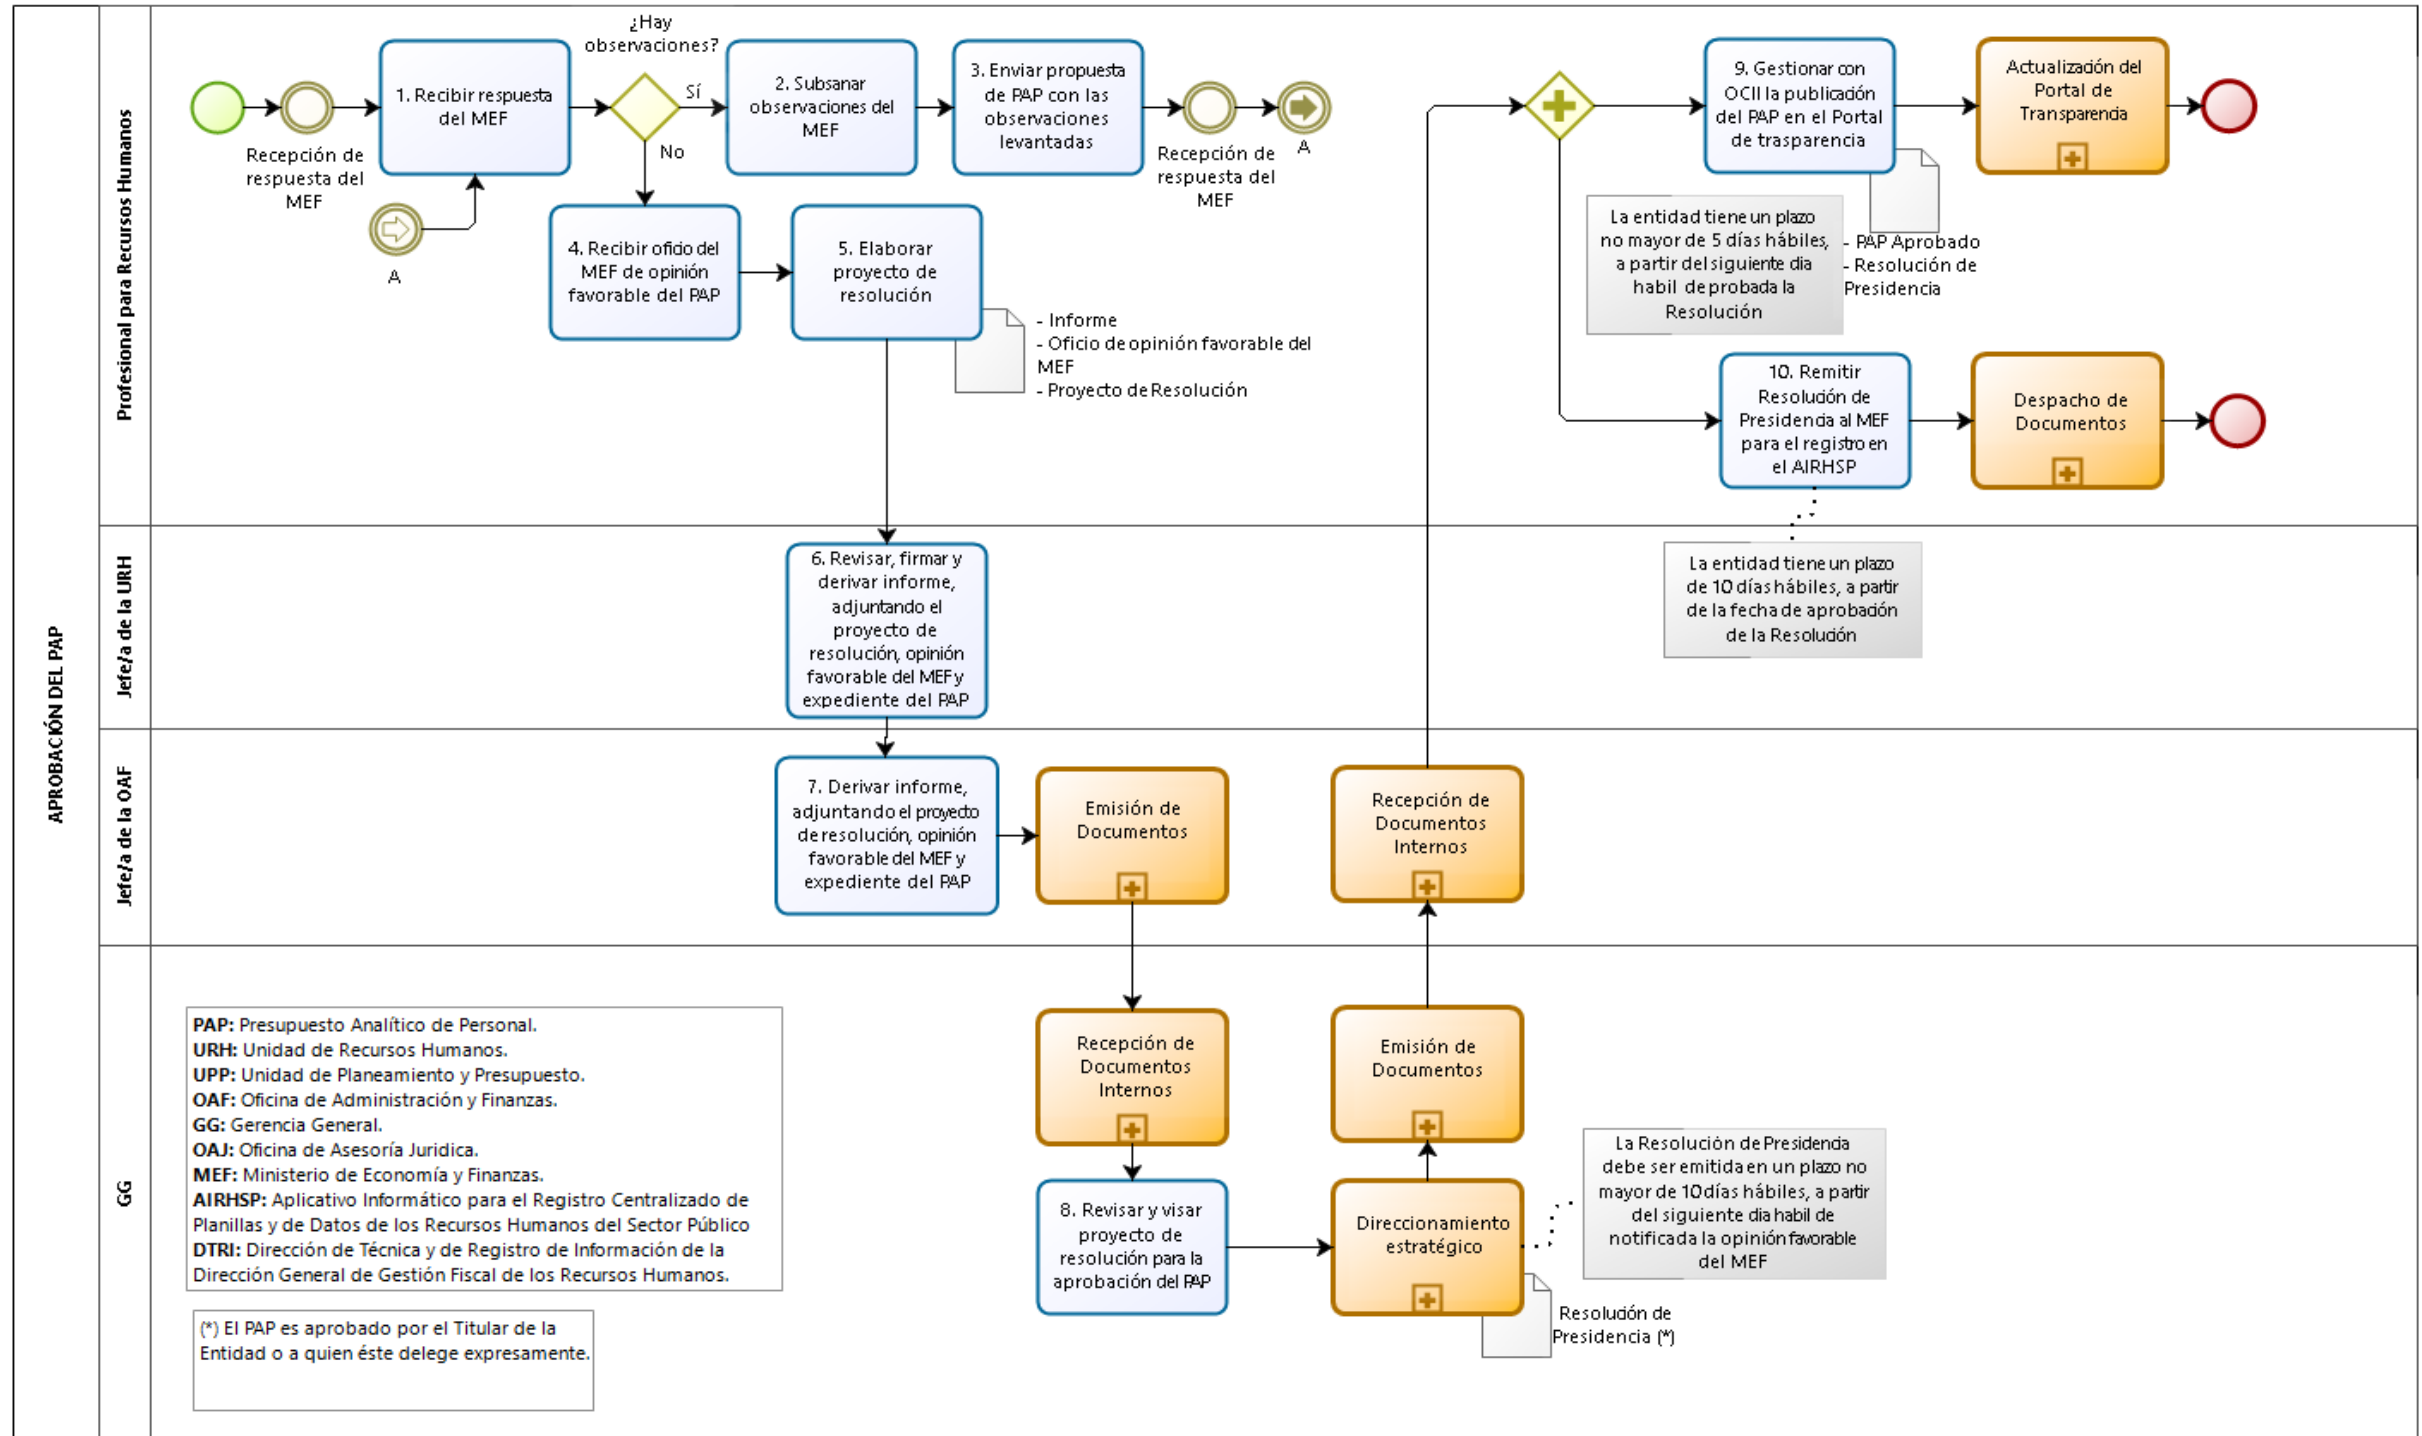 APROBACIÓN DEL PAP
Profesional para Recursos Humanos
Recepción de
respuesta del
MEF
1. Recibir respuesta
del MEF
A
¿Hay
observaciones?
Sí
No
2. Subsanar
observaciones del
MEF
3. Enviar propuesta
de PAP con las
observaciones
levantadas
Recepción de
respuesta del
MEF
A
4. Recibir oficio del
MEF de opinión
favorable del PAP
5. Elaborar
proyecto de
resolución
- Informe
- Oficio de opinión favorable del
MEF
- Proyecto de Resolución
9. Gestionar con
OCII la publicación
del PAP en el Portal
de trasparencia
Actualización del
Portal de
Transparencia
La entidad tiene un plazo
no mayor de 5 días hábiles,
a partir del siguiente dia
habil de probada la
Resolución
- PAP Aprobado
- Resolución de
Presidencia
10. Remitir
Resolución de
Presidencia al MEF
para el registro en
el AIRHSP
Despacho de
Documentos
Jefe/a de la URH
6. Revisar, firmar y
derivar informe,
adjuntando el
proyecto de
resolución, opinión
favorable del MEF y
expediente del PAP
La entidad tiene un plazo
de 10 días hábiles, a partir
de la fecha de aprobación
de la Resolución
Jefe/a de la OAF
7. Derivar informe,
adjuntando el proyecto
de resolución, opinión
favorable del MEF y
expediente del PAP
Emisión de
Documentos
Recepción de
Documentos
Internos
GG
PAP: Presupuesto Analítico de Personal.
URH: Unidad de Recursos Humanos.
UPP: Unidad de Planeamiento y Presupuesto.
OAF: Oficina de Administración y Finanzas.
GG: Gerencia General.
OAJ: Oficina de Asesoría Juridica.
MEF: Ministerio de Economía y Finanzas.
AIRHSP: Aplicativo Informático para el Registro Centralizado de
Planillas y de Datos de los Recursos Humanos del Sector Público
DTRI: Dirección de Técnica y de Registro de Información de la
Dirección General de Gestión Fiscal de los Recursos Humanos.
(*) El PAP es aprobado por el Titular de la
Entidad o a quien éste delege expresamente.
Recepción de
Documentos
Internos
Emisión de
Documentos
8. Revisar y visar
proyecto de
resolución para la
aprobación del PAP
Direccionamiento
estratégico
La Resolución de Presidencia
debe ser emitida en un plazo no
mayor de 10 días hábiles, a partir
del siguiente dia habil de
notificada la opinión favorable
del MEF
Resolución de
Presidencia (*)